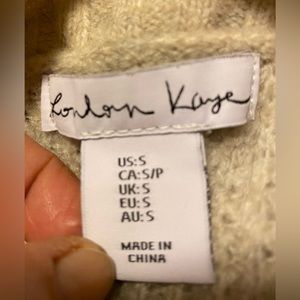 London Kaye
US:S
CA:S/P
UK:S
EU:S
AU:S
MADE IN
CHINA